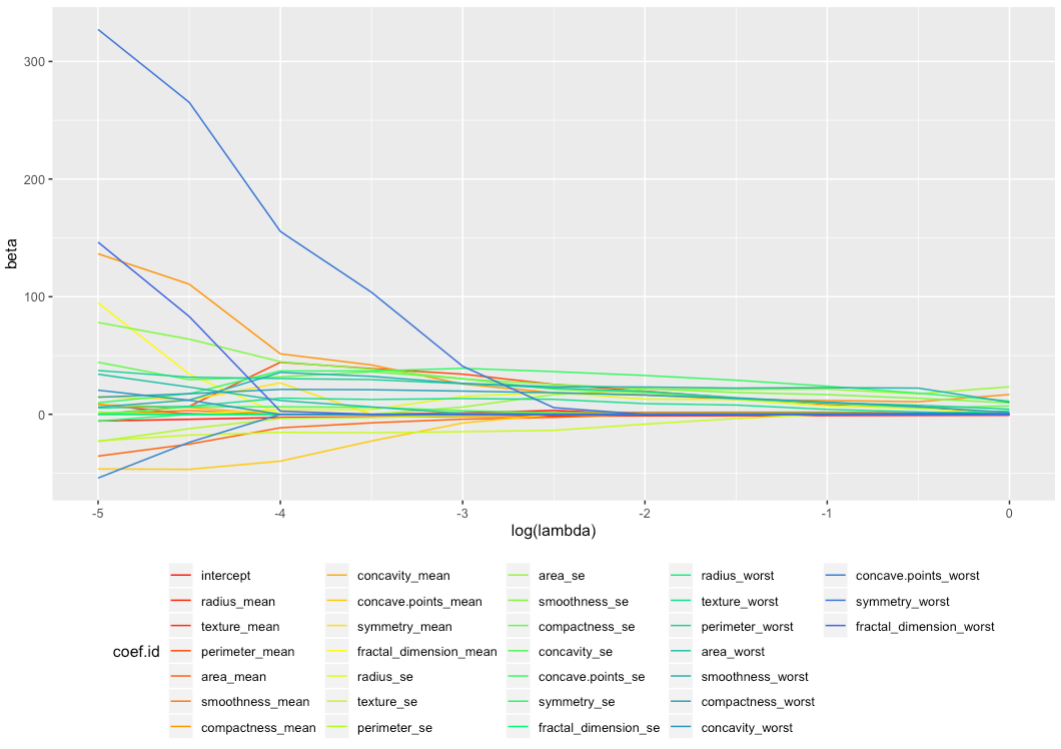 300
200
100
0
beta
-5 -4 -3 -2 -1 0
log(lambda)
coef.id
intercept concavity_mean area_se radius_worst concave.points_worst
radius_mean concave.points_mean smoothness_se texture_worst symmetry_worst
texture_mean symmetry_mean compactness_se perimeter_worst fractal_dimension_worst
perimeter_mean fractal_dimension_mean concavity_se area_worst
area_mean radius_se concave.points_se smoothness_worst
smoothness_mean texture_se symmetry_se compactness_worst
compactness_mean perimeter_se fractal_dimension_se concavity_worst